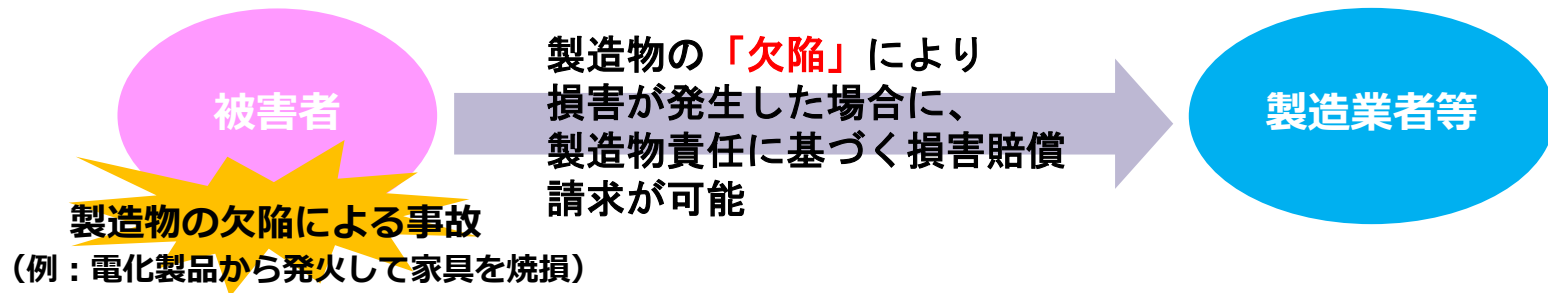 被害者
製造物の欠陥による事故
（例：電化製品から発火して家具を焼損）
製造物の「欠陥」により
損害が発生した場合に、
製造物責任に基づく損害賠償
請求が可能
製造業者等